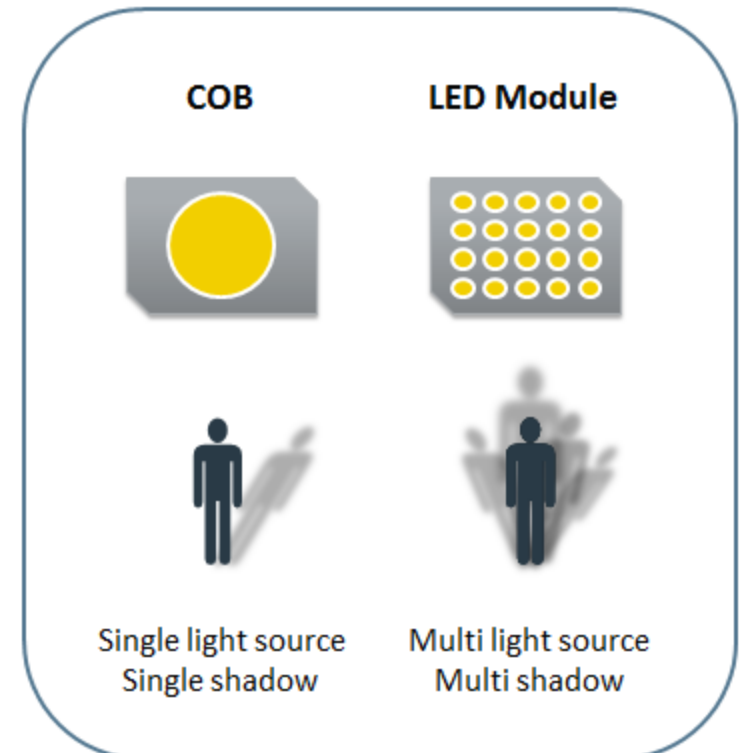 COB
LED Module
Single light source
Single shadow
Multi light source
Multi shadow